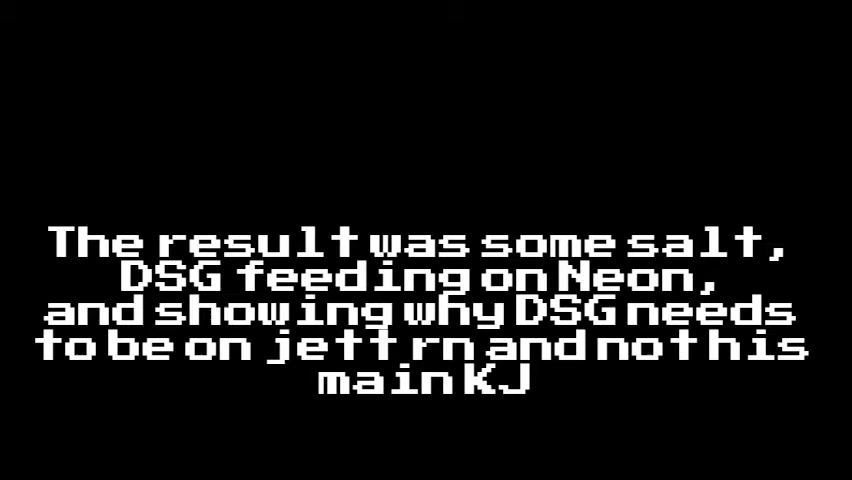 The result was some salt,
DSG feeding on Neon,
and showing why DSG needs
to be on jett rn and not his
main KJ